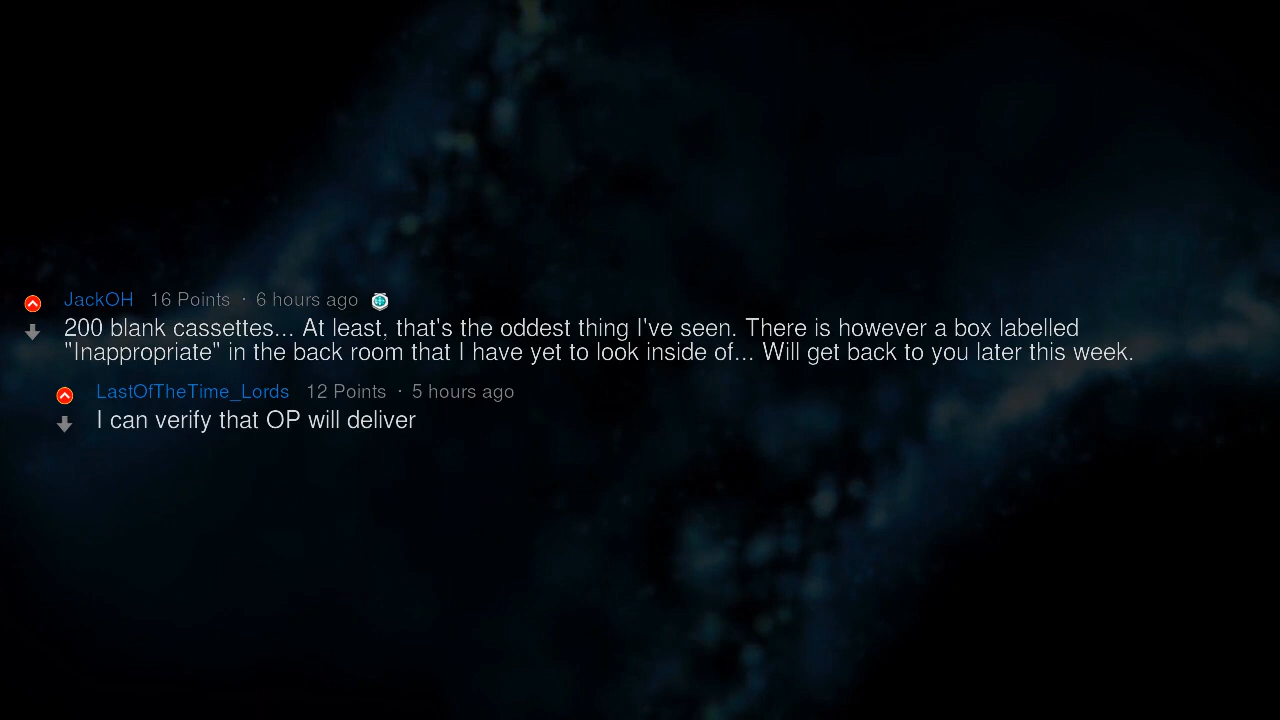 JackOH 16 Points · 6 hours ago
200 blank cassettes... At least, that's the oddest thing I've seen. There is however a box labelled
"Inappropriate" in the back room that I have yet to look inside of... Will get back to you later this week.
LastOfTheTime_Lords 12 Points · 5 hours ago
I can verify that OP will deliver